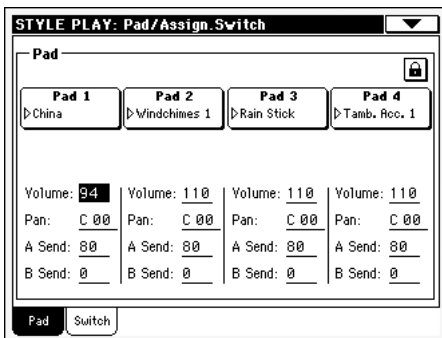 STYLE PLAY: Pad/Assign.Switch
Pad
Pad 1 Pad 2 Pad 3 Pad 4
China Windchimes 1 Rain Stick Tamb. Acc. 1
Volume: 94 Volume: 110 Volume: 110 Volume: 110
Pan: C 00 Pan: C 00 Pan: C 00 Pan: C 00
A Send: 80 A Send: 80 A Send: 80 A Send: 80
B Send: 0 B Send: 0 B Send: 0 B Send: 0
Pad Switch